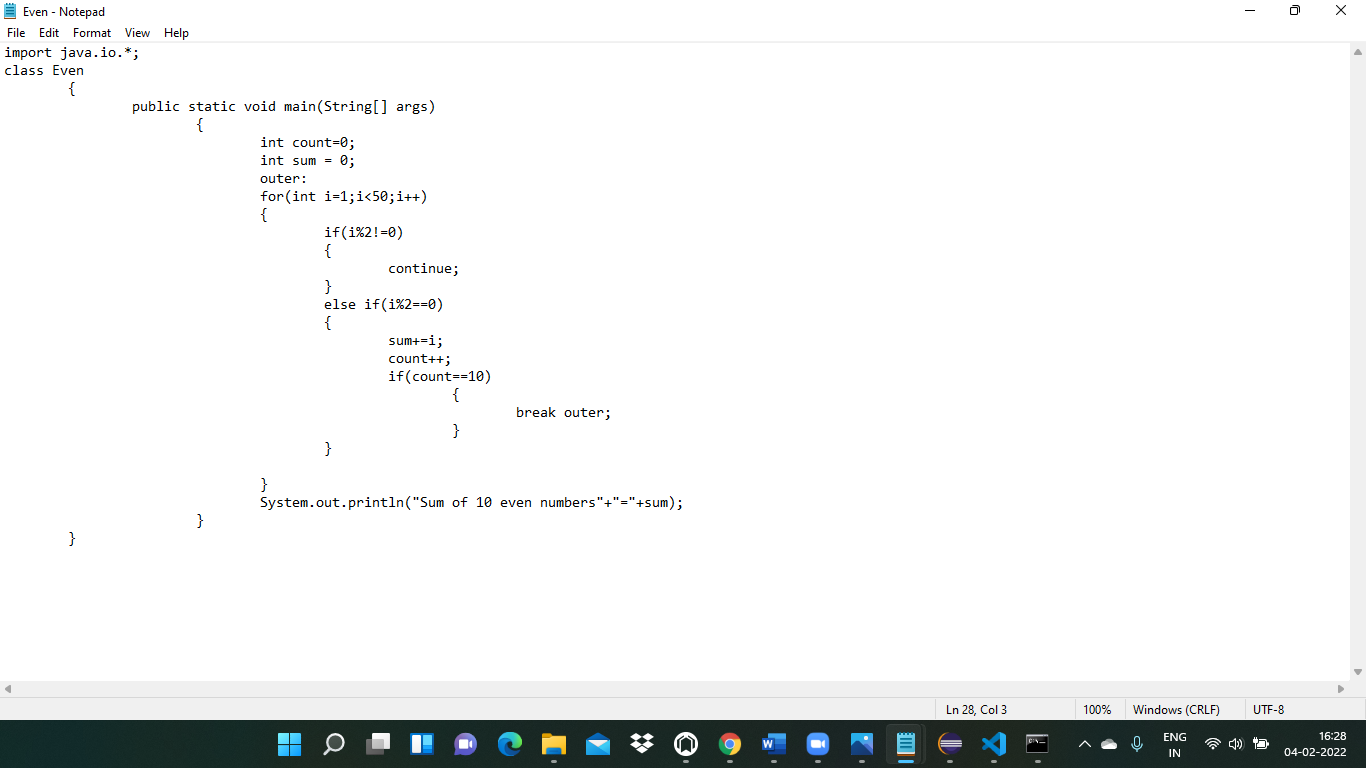 Even - Notepad
File Edit Format View Help
import java.io.*;
class Even
{
public static void main(String[] args)
{
int count=0;
int sum = 0;
outer:
for(int i=1;i<50;i++)
{
if(i%2!=0)
{
continue;
}
else if(i%2==0)
{
sum+=i;
count++;
if(count==10)
{
break outer;
}
}
}
System.out.println("Sum of 10 even numbers"+"="+sum);
}
}
Ln 28, Col 3 100% Windows (CRLF) UTF-8
ENG 16:28
IN 04-02-2022